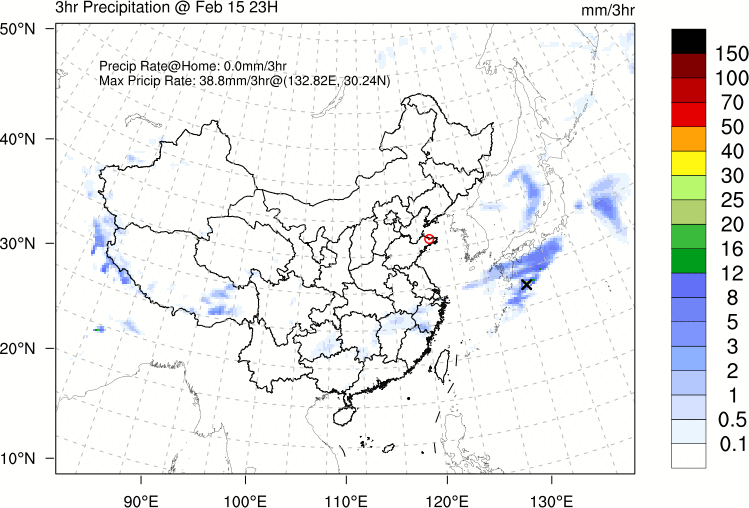 3hr Precipitation @ Feb 15 23H
mm/3hr
Precip Rate@Home: 0.0mm/3hr
Max Pricip Rate: 38.8mm/3hr@(132.82E, 30.24N)
50°N
40°N
30°N
20°N
10°N
90°E
100°E
110°E
120°E
130°E
150
100
70
50
40
30
25
20
16
12
8
5
3
2
1
0.5
0.1